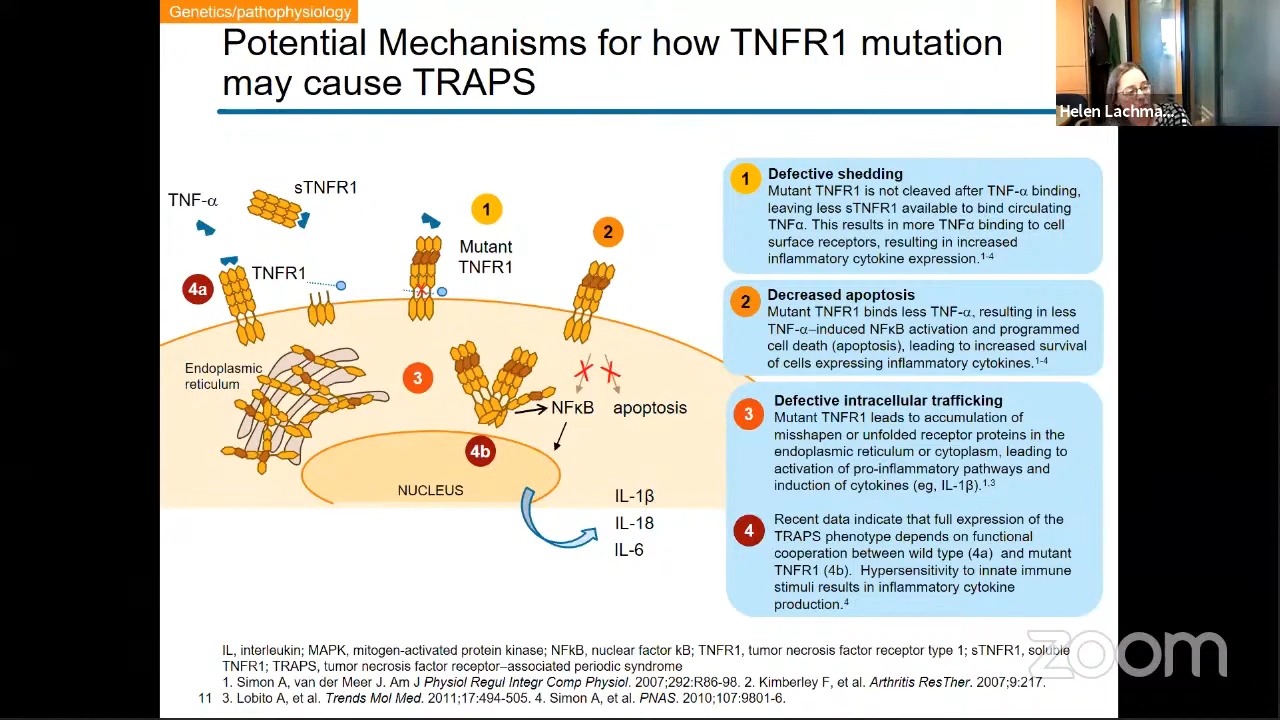 Genetics/pathophysiology
Potential Mechanisms for how TNFR1 mutation
may cause TRAPS
Helen Lachma...
TNF-α
sTNFR1
1
Mutant
TNFR1
2
4a
TNFR1
Endoplasmic
reticulum
3
NFκB
apoptosis
4b
NUCLEUS
IL-1β
IL-18
IL-6
1
Defective shedding
Mutant TNFR1 is not cleaved after TNF-α binding,
leaving less sTNFR1 available to bind circulating
TNFα. This results in more TNFα binding to cell
surface receptors, resulting in increased
inflammatory cytokine expression.1-4
2
Decreased apoptosis
Mutant TNFR1 binds less TNF-α, resulting in less
TNF-α–induced NFκB activation and programmed
cell death (apoptosis), leading to increased survival
of cells expressing inflammatory cytokines.1-4
3
Defective intracellular trafficking
Mutant TNFR1 leads to accumulation of
misshapen or unfolded receptor proteins in the
endoplasmic reticulum or cytoplasm, leading to
activation of pro-inflammatory pathways and
induction of cytokines (eg, IL-1β).1,3
4
Recent data indicate that full expression of the
TRAPS phenotype depends on functional
cooperation between wild type (4a) and mutant
TNFR1 (4b). Hypersensitivity to innate immune
stimuli results in inflammatory cytokine
production.4
IL, interleukin; MAPK, mitogen-activated protein kinase; NFkB, nuclear factor kB; TNFR1, tumor necrosis factor receptor type 1; sTNFR1, soluble
TNFR1; TRAPS, tumor necrosis factor receptor–associated periodic syndrome
1. Simon A, van der Meer J. Am J Physiol Regul Integr Comp Physiol. 2007;292:R86-98. 2. Kimberley F, et al. Arthritis ResTher. 2007;9:217.
11 3. Lobito A, et al. Trends Mol Med. 2011;17:494-505. 4. Simon A, et al. PNAS. 2010;107:9801-6.
zoom